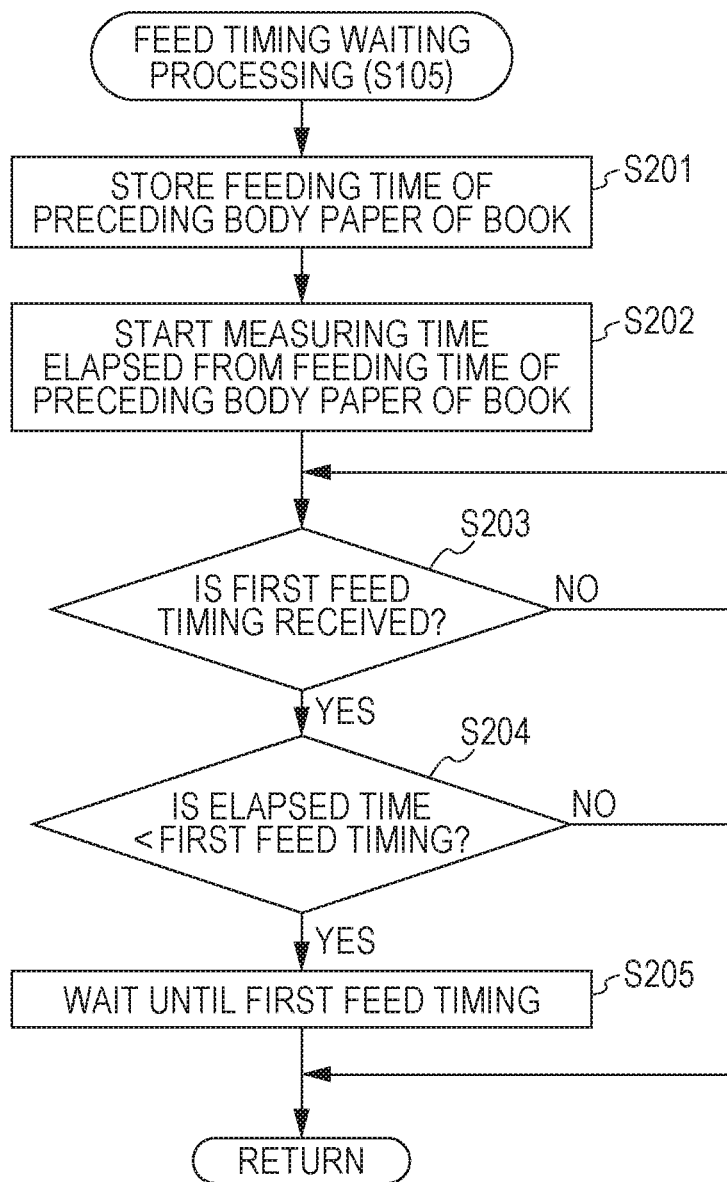 FEED TIMING WAITING
PROCESSING (S105)
S201
STORE FEEDING TIME OF
PRECEDING BODY PAPER OF BOOK
S202
START MEASURING TIME
ELAPSED FROM FEEDING TIME OF
PRECEDING BODY PAPER OF BOOK
S203
IS FIRST FEED
TIMING RECEIVED?
NO
YES
S204
IS ELAPSED TIME
< FIRST FEED TIMING?
NO
YES
S205
WAIT UNTIL FIRST FEED TIMING
RETURN